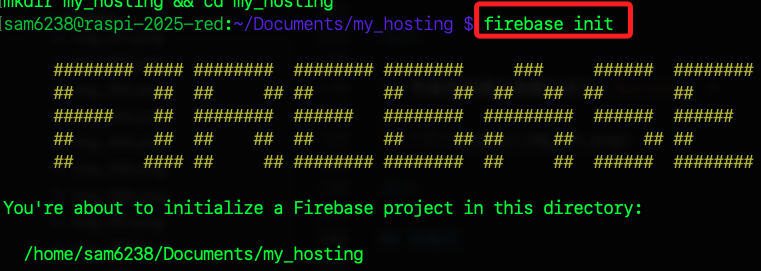 mkdir my_hosting && cd my_hosting
[sam6238@raspi-2025-red:~/Documents/my_hosting $ firebase init
######## #### ########  ######## ########     ###     ######  ########
##        ##  ##     ## ##       ##     ##  ##   ##  ##       ##
######    ##  ########  ######   ########  #########  ######  ######
##        ##  ##    ##  ##       ##     ## ##     ##       ## ##
##       #### ##     ## ######## ########  ##     ##  ######  ########
You're about to initialize a Firebase project in this directory:
/home/sam6238/Documents/my_hosting